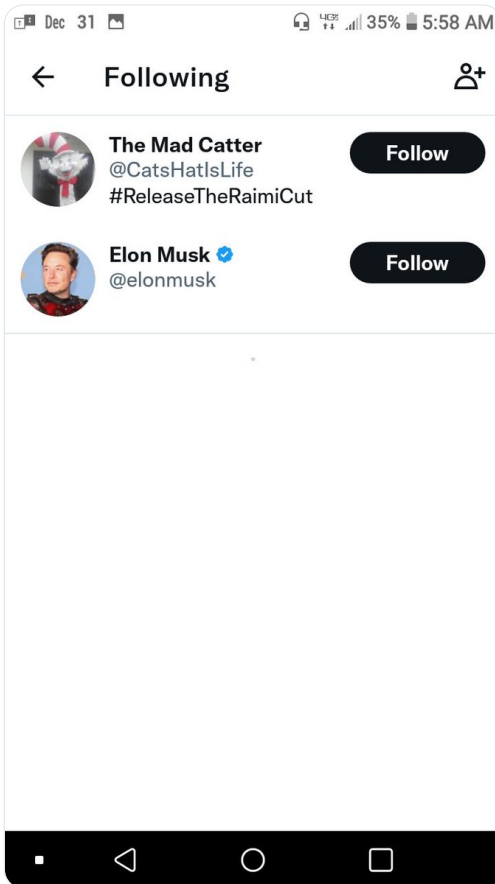 Dec 31 35% 5:58 AM
Following
The Mad Catter
@CatsHatIsLife
#ReleaseTheRaimiCut
Follow
Elon Musk
@elonmusk
Follow